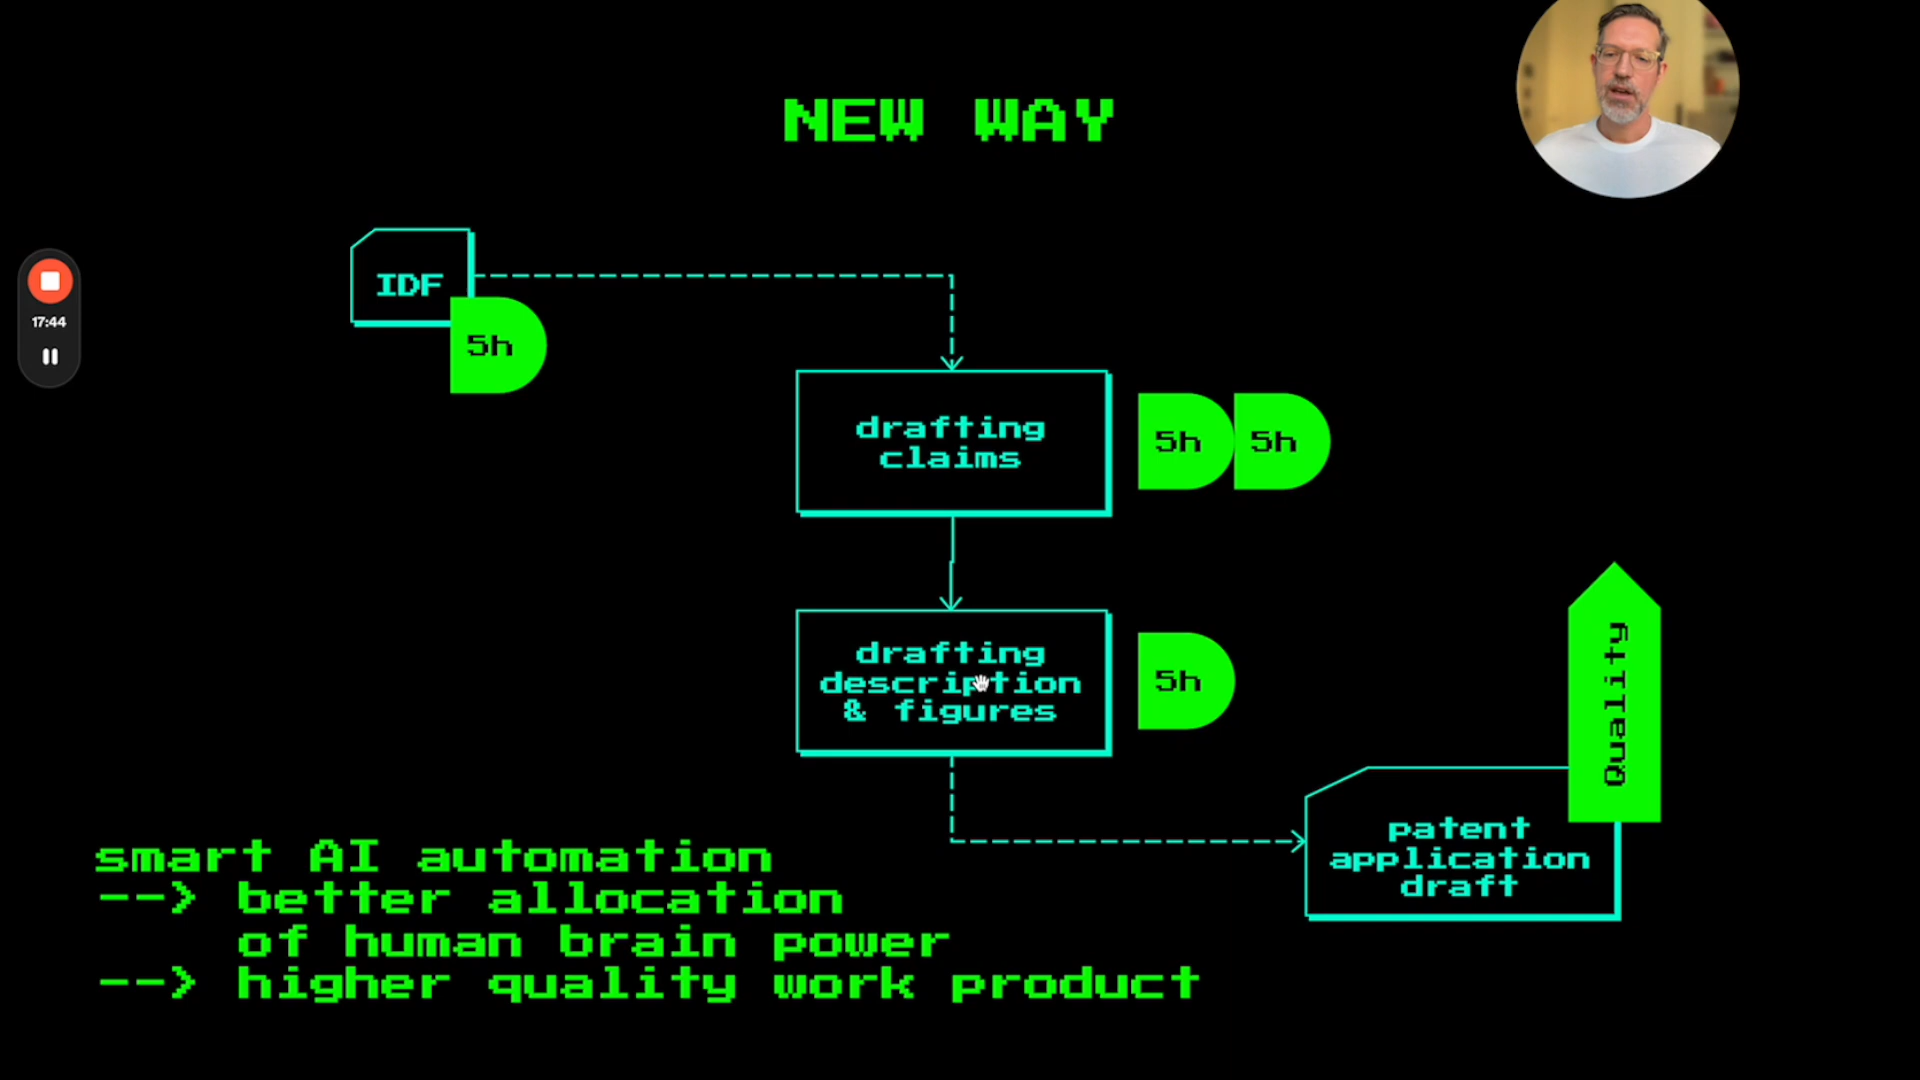 NEW WAY
17:44
IDF
5h
drafting
claims
5h
5h
drafting
description
& figures
5h
Quality
patent
application
draft
smart AI automation
--> better allocation
of human brain power
--> higher quality work product